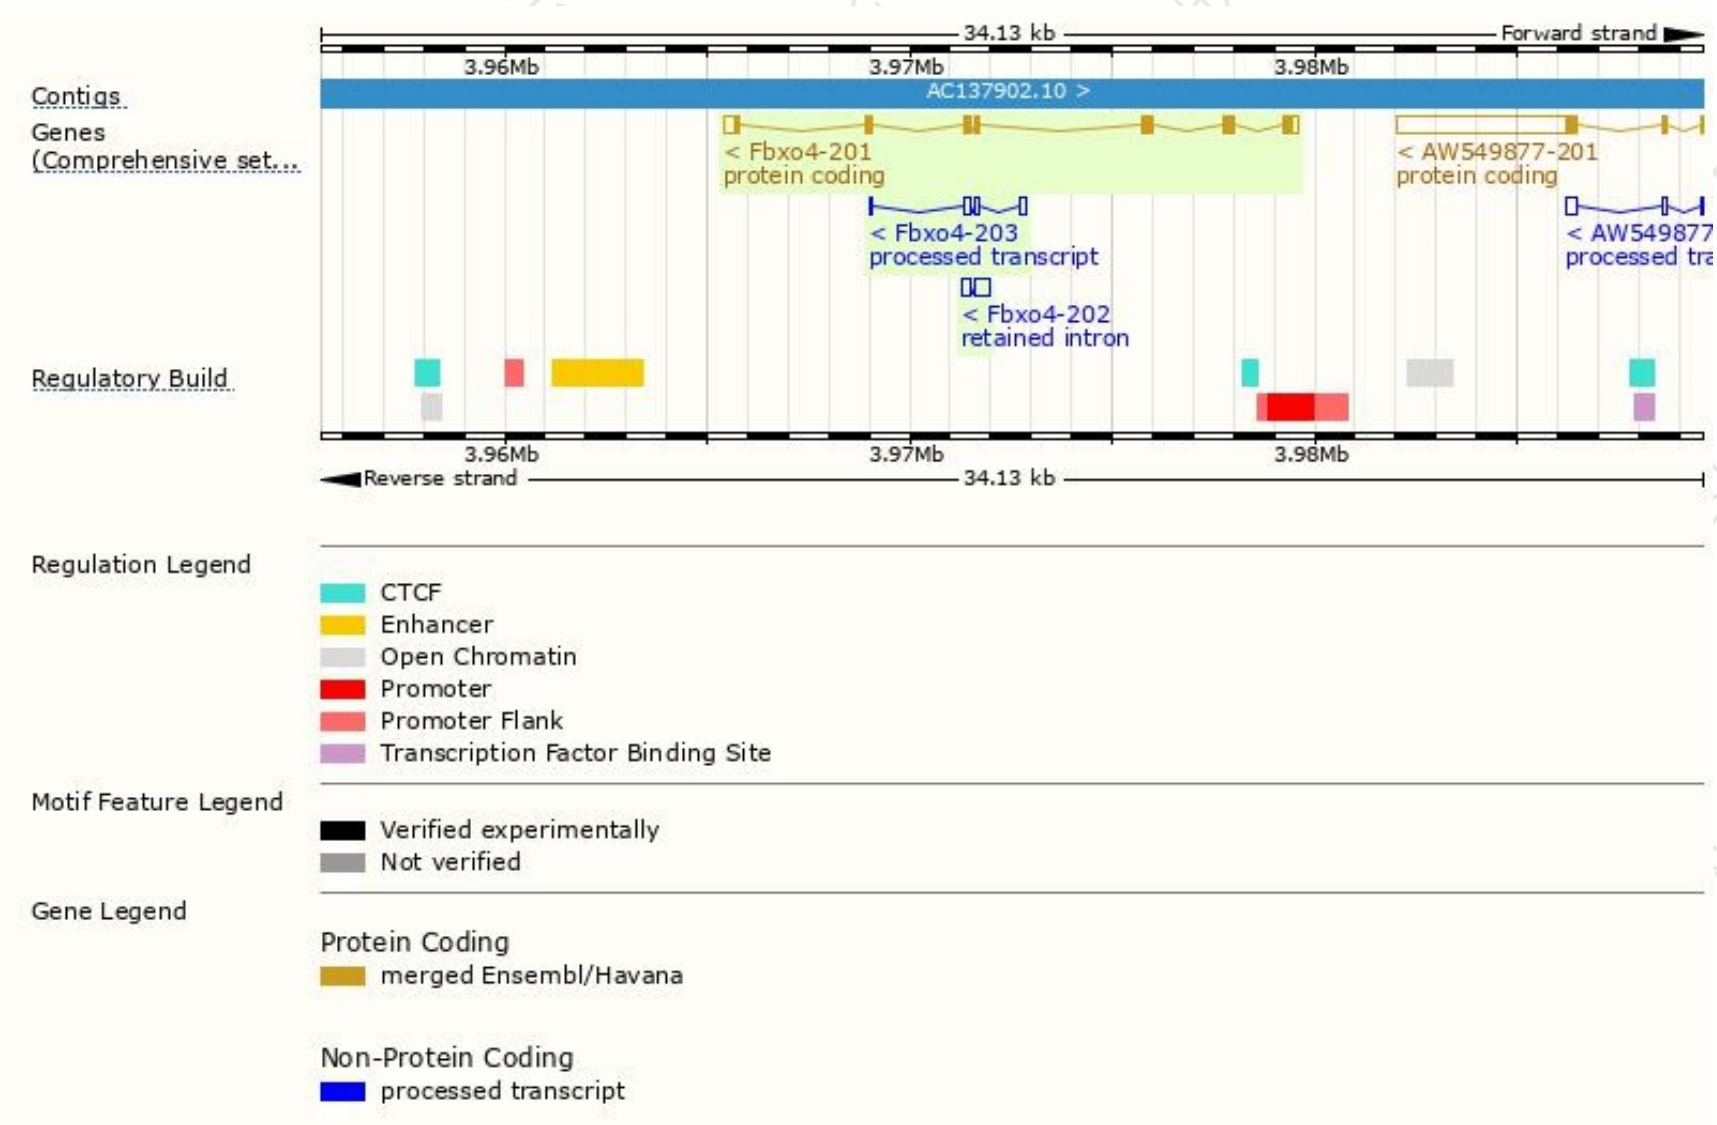 34.13 kb Forward strand
3.96Mb 3.97Mb 3.98Mb
Contigs AC137902.10 >
Genes
(Comprehensive set...
< Fbxo4-201 < AW549877-201
protein coding protein coding
< Fbxo4-203 < AW549877
processed transcript processed tra
< Fbxo4-202
retained intron
Regulatory Build
3.96Mb 3.97Mb 3.98Mb
Reverse strand 34.13 kb
Regulation Legend
CTCF
Enhancer
Open Chromatin
Promoter
Promoter Flank
Transcription Factor Binding Site
Motif Feature Legend
Verified experimentally
Not verified
Gene Legend
Protein Coding
merged Ensembl/Havana
Non-Protein Coding
processed transcript